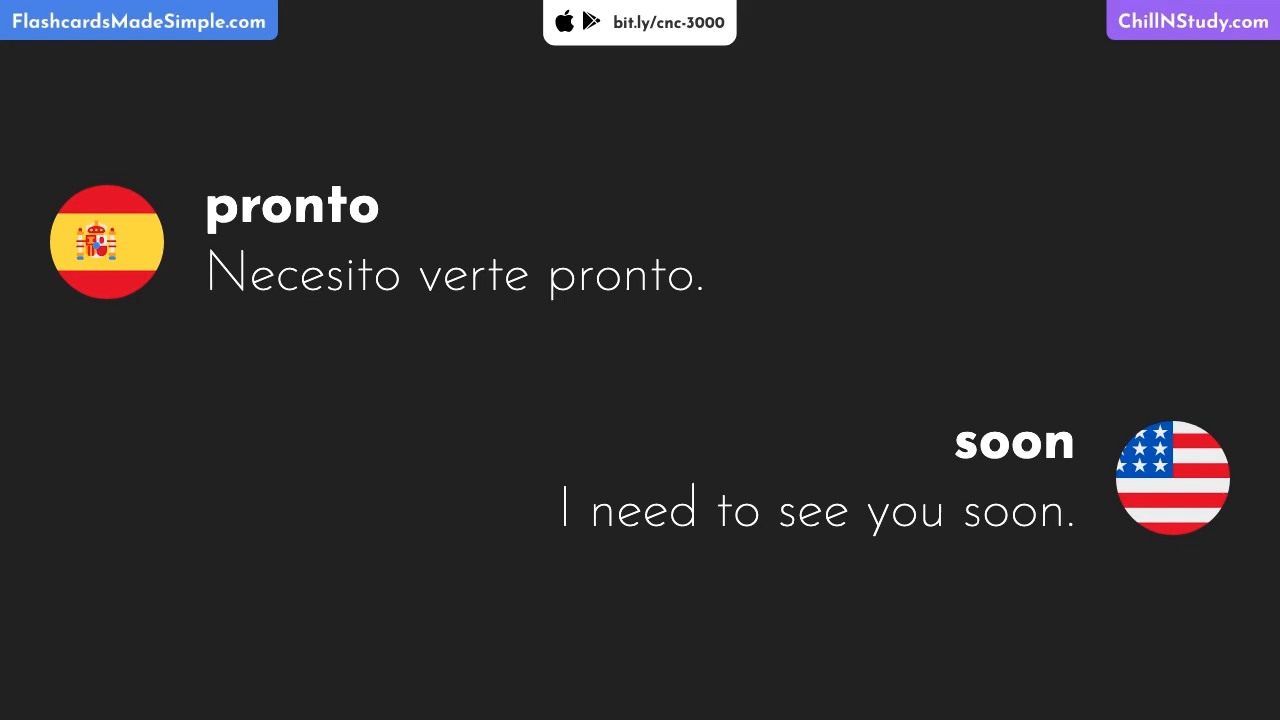 FlashcardsMadeSimple.com
bit.ly/cnc-3000
ChillNStudy.com
pronto
Necesito verte pronto.
soon
I need to see you soon.